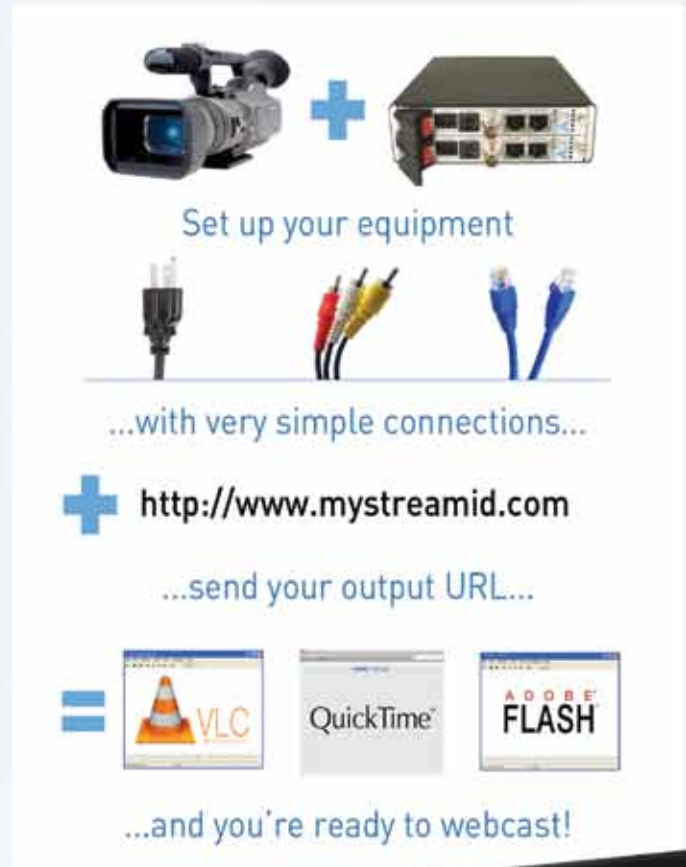 Set up your equipment
...with very simple connections...
http://www.mystreamid.com
...send your output URL...
VLC
QuickTime™
ADOBE®
FLASH®
...and you're ready to webcast!